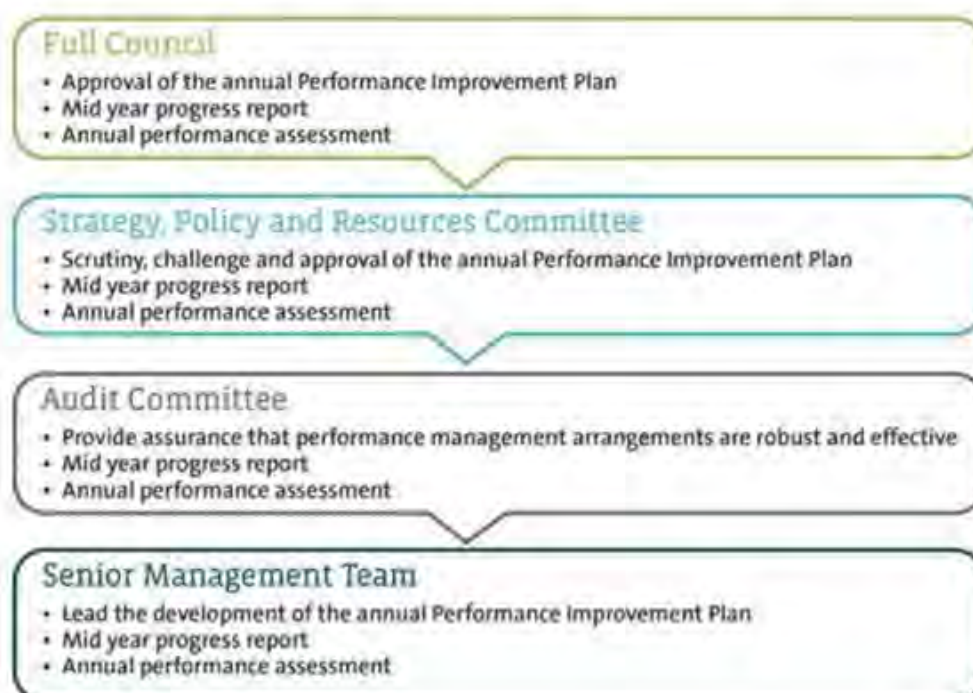 Full Council
• Approval of the annual Performance Improvement Plan
• Mid year progress report
• Annual performance assessment
Strategy, Policy and Resources Committee
• Scrutiny, challenge and approval of the annual Performance Improvement Plan
• Mid year progress report
• Annual performance assessment
Audit Committee
• Provide assurance that performance management arrangements are robust and effective
• Mid year progress report
• Annual performance assessment
Senior Management Team
• Lead the development of the annual Performance Improvement Plan
• Mid year progress report
• Annual performance assessment